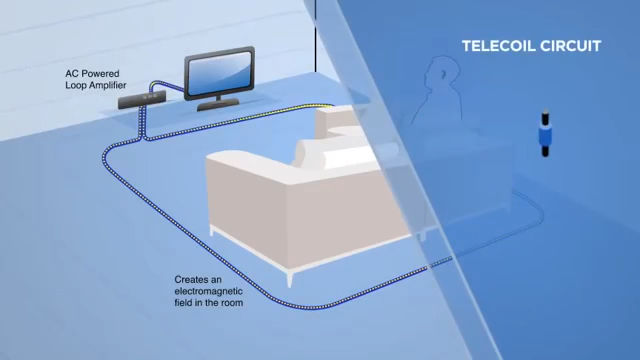 TELECOIL CIRCUIT
AC Powered
Loop Amplifier
Creates an
electromagnetic
field in the room